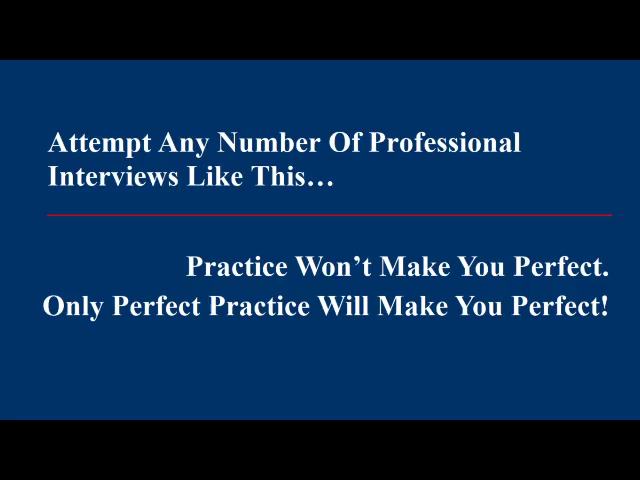 Attempt Any Number Of Professional
Interviews Like This…
Practice Won’t Make You Perfect.
Only Perfect Practice Will Make You Perfect!